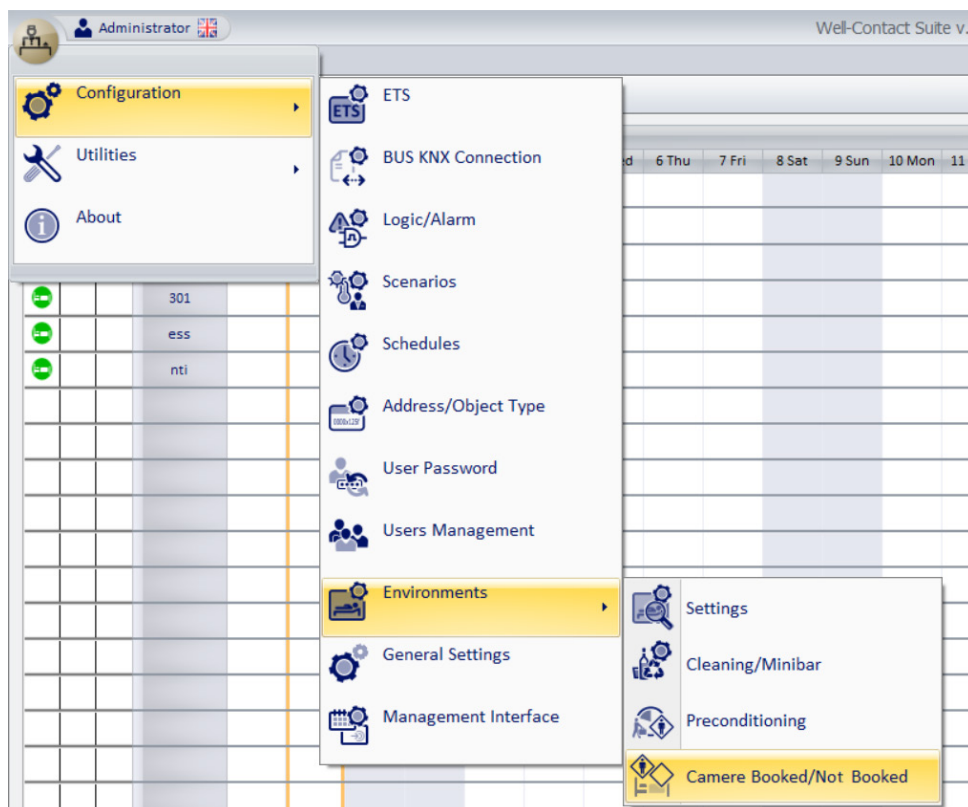 Administrator
Well-Contact Suite v.
Configuration
Utilities
About
ETS
ETS
BUS KNX Connection
Logic/Alarm
Scenarios
Schedules
Address/Object Type
User Password
Users Management
Environments
General Settings
Management Interface
Settings
Cleaning/Minibar
Preconditioning
Camere Booked/Not Booked
6 Thu 7 Fri 8 Sat 9 Sun 10 Mon 11
301
ess
nti